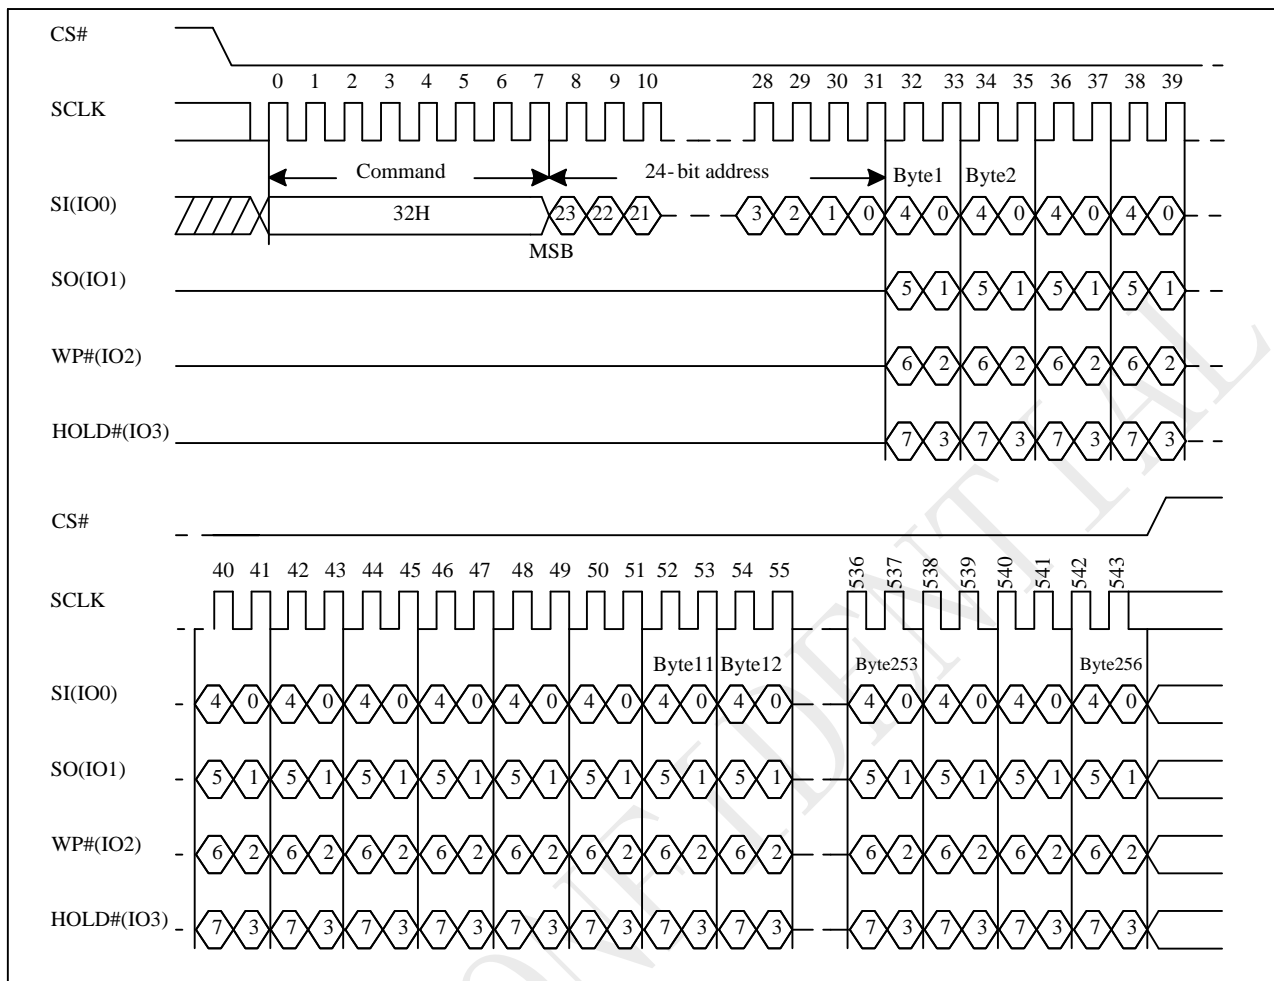 CS#
0 1 2 3 4 5 6 7 8 9 10 28 29 30 31 32 33 34 35 36 37 38 39
SCLK
Command 24-bit address Byte1 Byte2
SI(IO0) 32H 23 22 21 3 2 1 0 4 0 4 0 4 0 4 0
MSB
SO(IO1) 5 1 5 1 5 1 5 1
WP#(IO2) 6 2 6 2 6 2 6 2
HOLD#(IO3) 7 3 7 3 7 3 7 3
CS#
40 41 42 43 44 45 46 47 48 49 50 51 52 53 54 55 536 537 538 539 540 541 542 543
SCLK
Byte11 Byte12 Byte253 Byte256
SI(IO0) 4 0 4 0 4 0 4 0 4 0 4 0 4 0 4 0 4 0 4 0 4 0 4 0
SO(IO1) 5 1 5 1 5 1 5 1 5 1 5 1 5 1 5 1 5 1 5 1 5 1 5 1
WP#(IO2) 6 2 6 2 6 2 6 2 6 2 6 2 6 2 6 2 6 2 6 2 6 2 6 2
HOLD#(IO3) 7 3 7 3 7 3 7 3 7 3 7 3 7 3 7 3 7 3 7 3 7 3 7 3